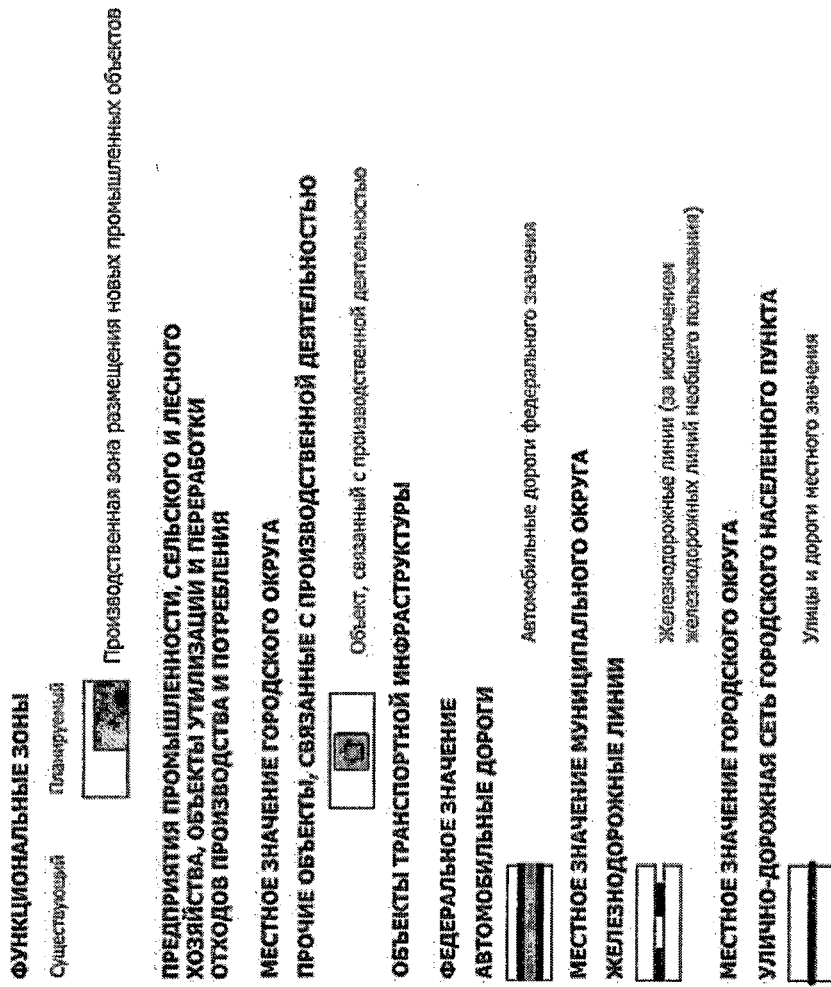 ФУНКЦИОНАЛЬНЫЕ ЗОНЫ
Существующий Планируемый
Производственная зона размещения новых промышленных объектов
ПРЕДПРИЯТИЯ ПРОМЫШЛЕННОСТИ, СЕЛЬСКОГО И ЛЕСНОГО
ХОЗЯЙСТВА, ОБЪЕКТЫ УТИЛИЗАЦИИ И ПЕРЕРАБОТКИ
ОТХОДОВ ПРОИЗВОДСТВА И ПОТРЕБЛЕНИЯ
МЕСТНОЕ ЗНАЧЕНИЕ ГОРОДСКОГО ОКРУГА
ПРОЧИЕ ОБЪЕКТЫ, СВЯЗАННЫЕ С ПРОИЗВОДСТВЕННОЙ ДЕЯТЕЛЬНОСТЬЮ
Объект, связанный с производственной деятельностью
ОБЪЕКТЫ ТРАНСПОРТНОЙ ИНФРАСТРУКТУРЫ
ФЕДЕРАЛЬНОЕ ЗНАЧЕНИЕ
АВТОМОБИЛЬНЫЕ ДОРОГИ
Автомобильные дороги федерального значения
МЕСТНОЕ ЗНАЧЕНИЕ МУНИЦИПАЛЬНОГО ОКРУГА
ЖЕЛЕЗНОДОРОЖНЫЕ ЛИНИИ
Железнодорожные линии (за исключением
железнодорожных линий необщего пользования)
МЕСТНОЕ ЗНАЧЕНИЕ ГОРОДСКОГО ОКРУГА
УЛИЧНО-ДОРОЖНАЯ СЕТЬ ГОРОДСКОГО НАСЕЛЕННОГО ПУНКТА
Улицы и дороги местного значения